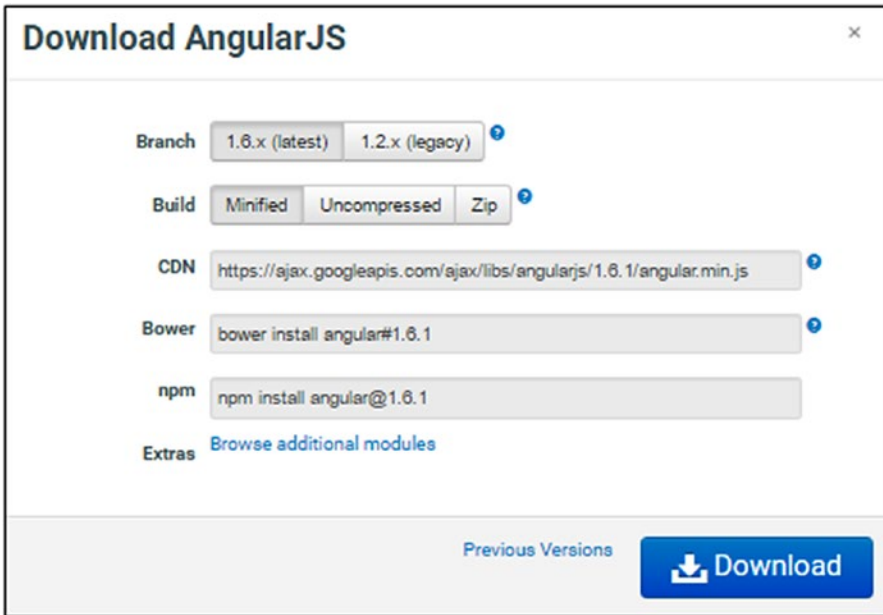 Download AngularJS ×
Branch 1.6.x (latest) 1.2.x (legacy) ?
Build Minified Uncompressed Zip ?
CDN https://ajax.googleapis.com/ajax/libs/angularjs/1.6.1/angular.min.js ?
Bower bower install angular#1.6.1 ?
npm npm install angular@1.6.1
Extras Browse additional modules
Previous Versions Download